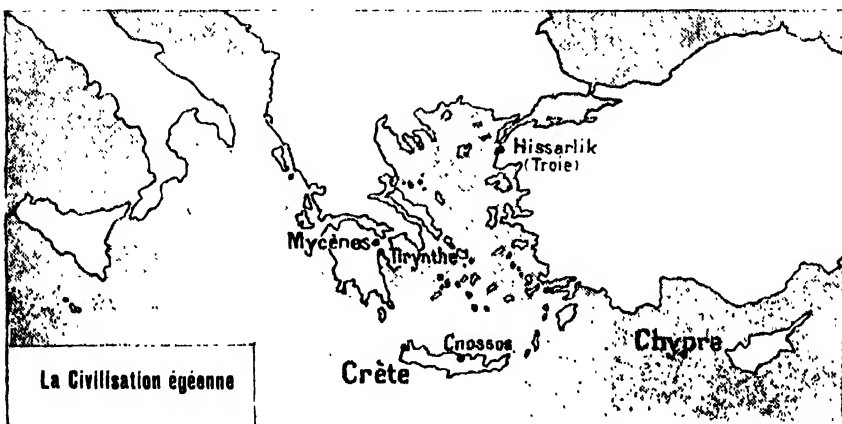 Hissarlik
(Troie)
Mycènes
Tirynthe
Cnossos
Crète
Chypre
La Civilisation égéenne